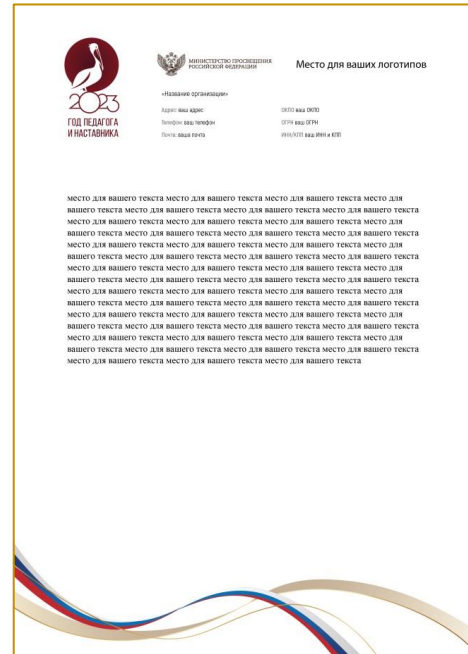 2023
ГОД ПЕДАГОГА
И НАСТАВНИКА
МИНИСТЕРСТВО ПРОСВЕЩЕНИЯ
РОССИЙСКОЙ ФЕДЕРАЦИИ
Место для ваших логотипов
«Название организации»
Адрес: ваш адрес
Телефон: ваш телефон
Почта: ваша почта
ОКПО ваш ОКПО
ОГРН ваш ОГРН
ИНН/КПП ваш ИНН и КПП
место для вашего текста место для вашего текста место для вашего текста место для
вашего текста место для вашего текста место для вашего текста место для вашего текста
место для вашего текста место для вашего текста место для вашего текста место для
вашего текста место для вашего текста место для вашего текста место для вашего текста
место для вашего текста место для вашего текста место для вашего текста место для
вашего текста место для вашего текста место для вашего текста место для вашего текста
место для вашего текста место для вашего текста место для вашего текста место для
вашего текста место для вашего текста место для вашего текста место для вашего текста
место для вашего текста место для вашего текста место для вашего текста место для
вашего текста место для вашего текста место для вашего текста место для вашего текста
место для вашего текста место для вашего текста место для вашего текста место для
вашего текста место для вашего текста место для вашего текста место для вашего текста
место для вашего текста место для вашего текста место для вашего текста место для
вашего текста место для вашего текста место для вашего текста место для вашего текста
место для вашего текста место для вашего текста место для вашего текста